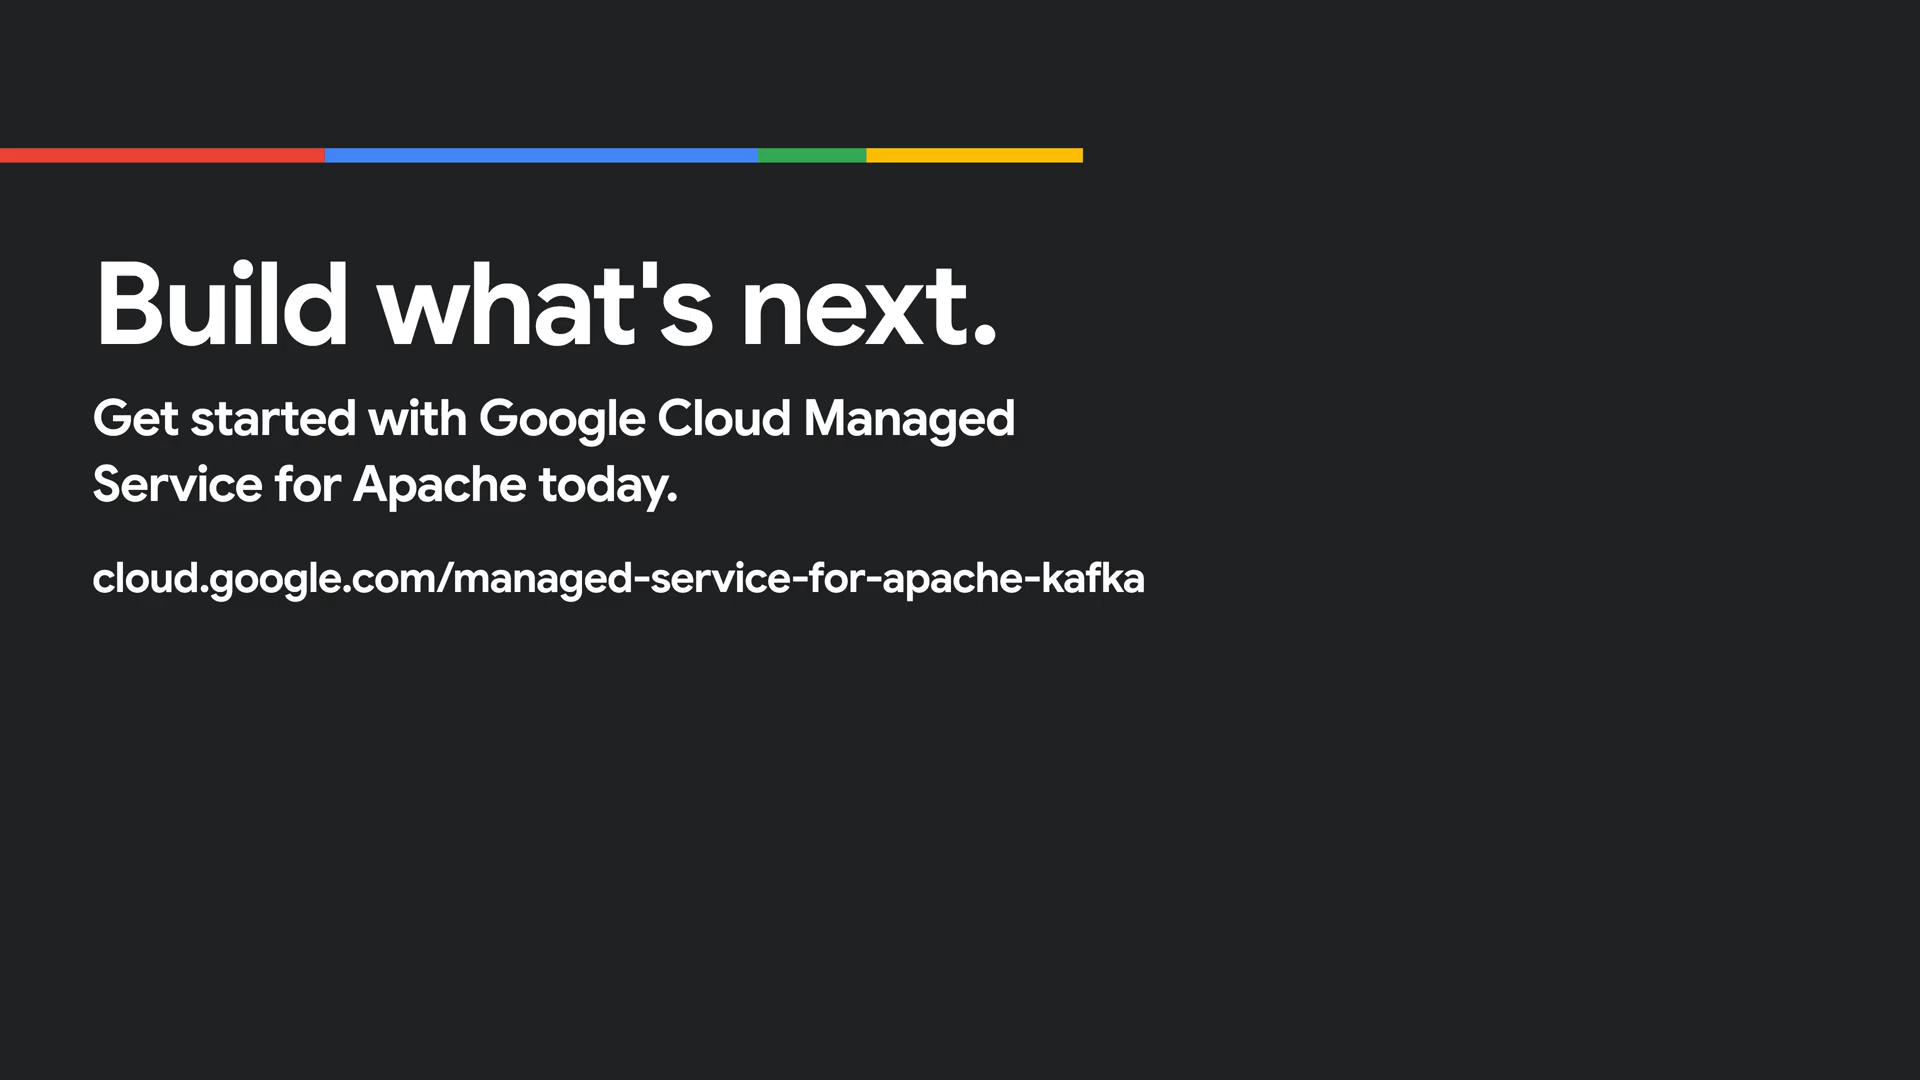 Build what's next.
Get started with Google Cloud Managed
Service for Apache today.
cloud.google.com/managed-service-for-apache-kafka